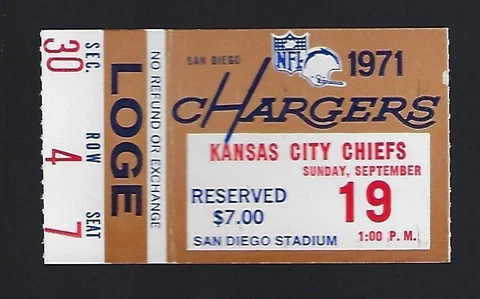 SEC. ROW SEAT
30 4 7
LOGE
NO REFUND OR EXCHANGE
SAN DIEGO
NFL
1971
CHARGERS
KANSAS CITY CHIEFS
SUNDAY, SEPTEMBER
RESERVED
19
$7.00
1:00 P.M.
SAN DIEGO STADIUM